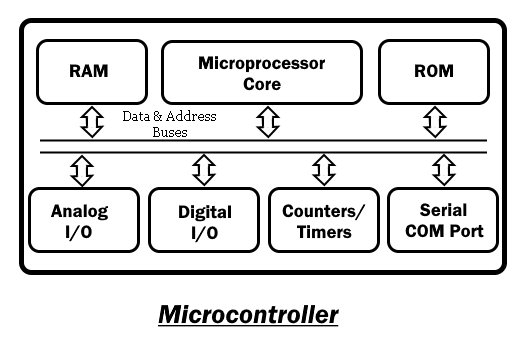 RAM
Microprocessor
Core
ROM
Data & Address
Buses
Analog
I/O
Digital
I/O
Counters/
Timers
Serial
COM Port
Microcontroller